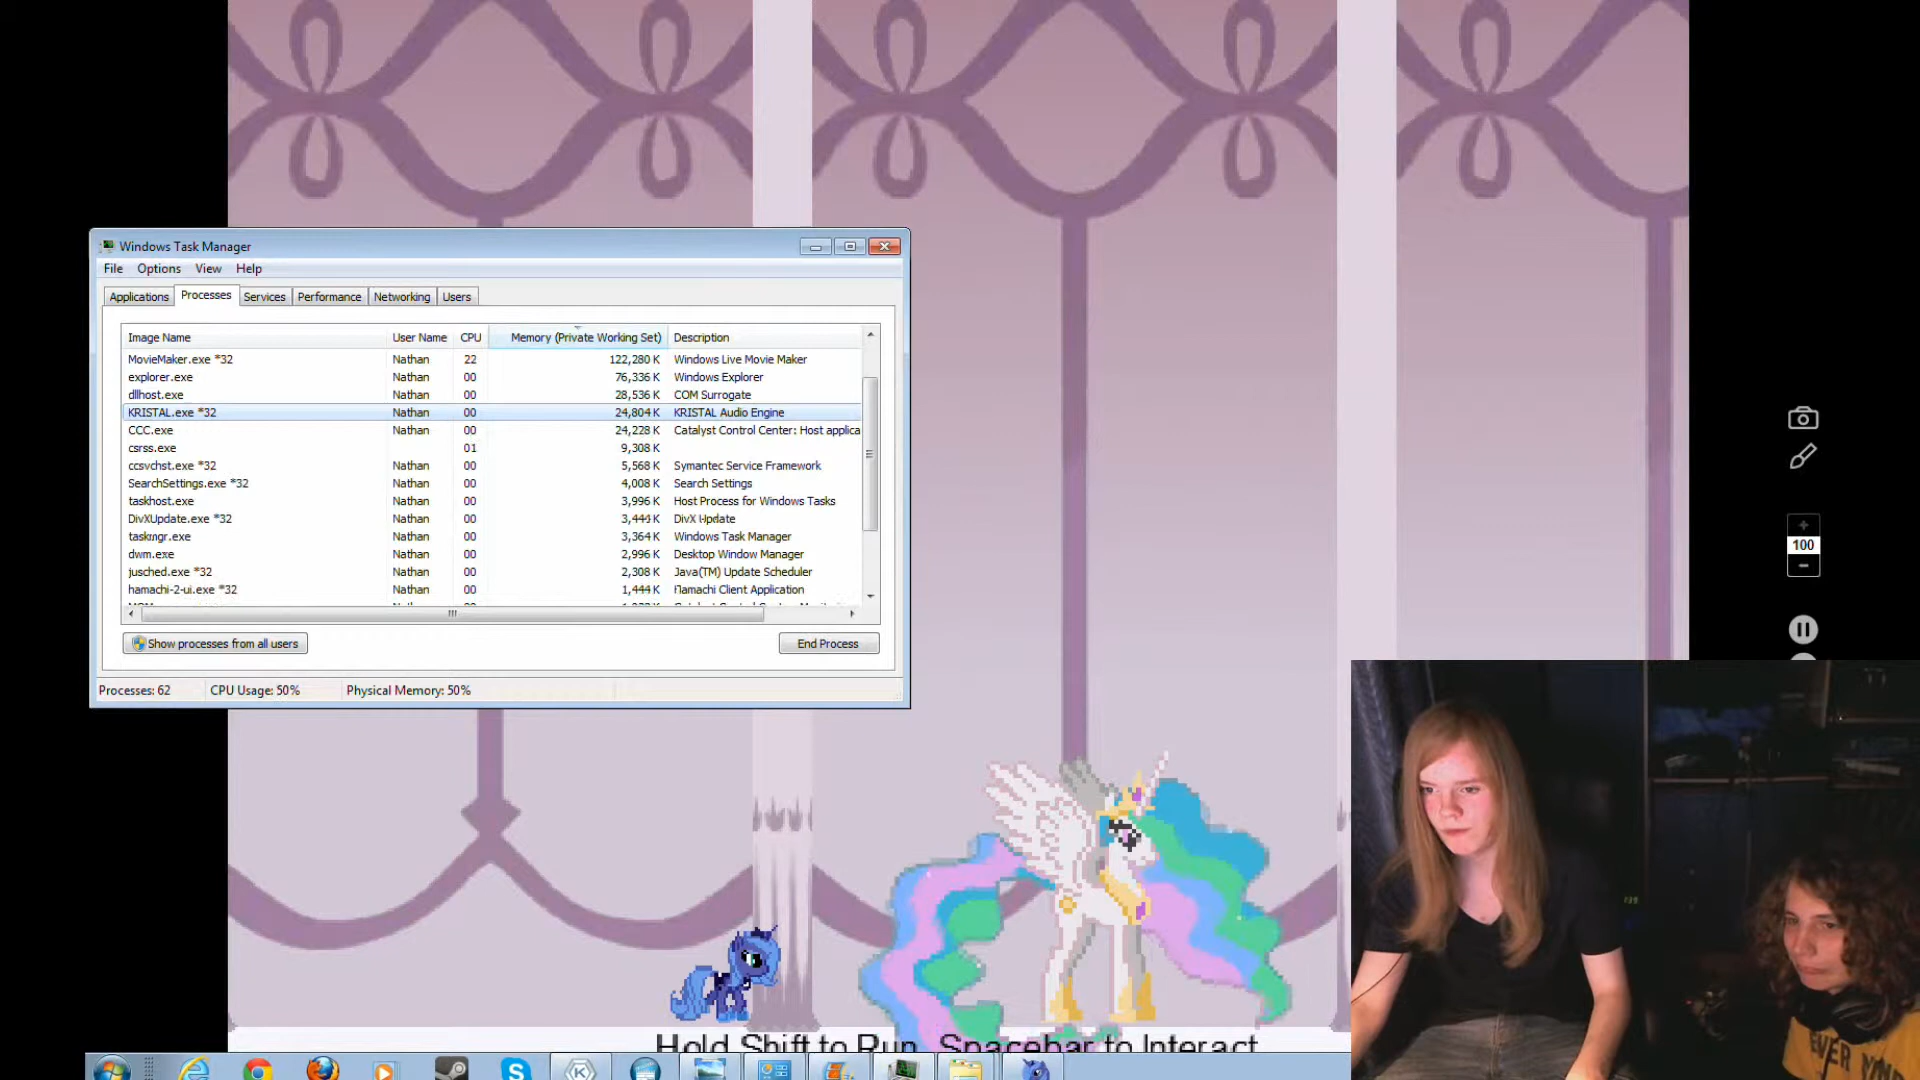 Windows Task Manager
File Options View Help
Applications Processes Services Performance Networking Users
Image Name User Name CPU Memory (Private Working Set) Description
MovieMaker.exe *32 Nathan 22 122,280 K Windows Live Movie Maker
explorer.exe Nathan 00 76,336 K Windows Explorer
dllhost.exe Nathan 00 28,536 K COM Surrogate
KRISTAL.exe *32 Nathan 00 24,804 K KRISTAL Audio Engine
CCC.exe Nathan 00 24,228 K Catalyst Control Center: Host applica
csrss.exe 01 9,308 K
ccsvchst.exe *32 Nathan 00 5,568 K Symantec Service Framework
SearchSettings.exe *32 Nathan 00 4,008 K Search Settings
taskhost.exe Nathan 00 3,996 K Host Process for Windows Tasks
DivXUpdate.exe *32 Nathan 00 3,444 K DivX Update
taskmgr.exe Nathan 00 3,364 K Windows Task Manager
dwm.exe Nathan 00 2,996 K Desktop Window Manager
jusched.exe *32 Nathan 00 2,308 K Java(TM) Update Scheduler
hamachi-2-ui.exe *32 Nathan 00 1,444 K Hamachi Client Application
Show processes from all users End Process
Processes: 62 CPU Usage: 50% Physical Memory: 50%
100
Hold Shift to Run Spacebar to Interact